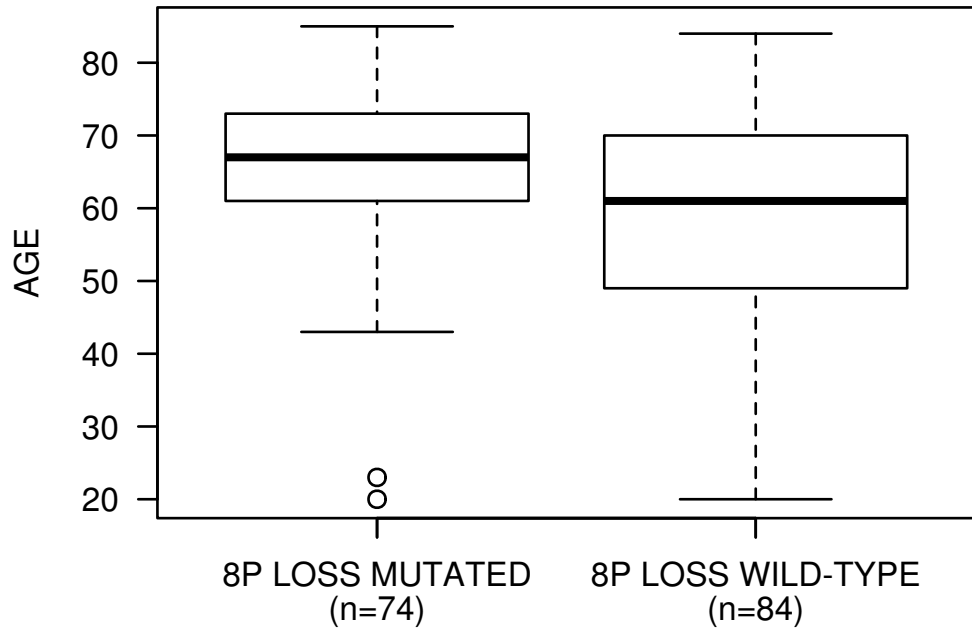 AGE
80
70
60
50
40
30
20
8P LOSS MUTATED
(n=74)
8P LOSS WILD-TYPE
(n=84)